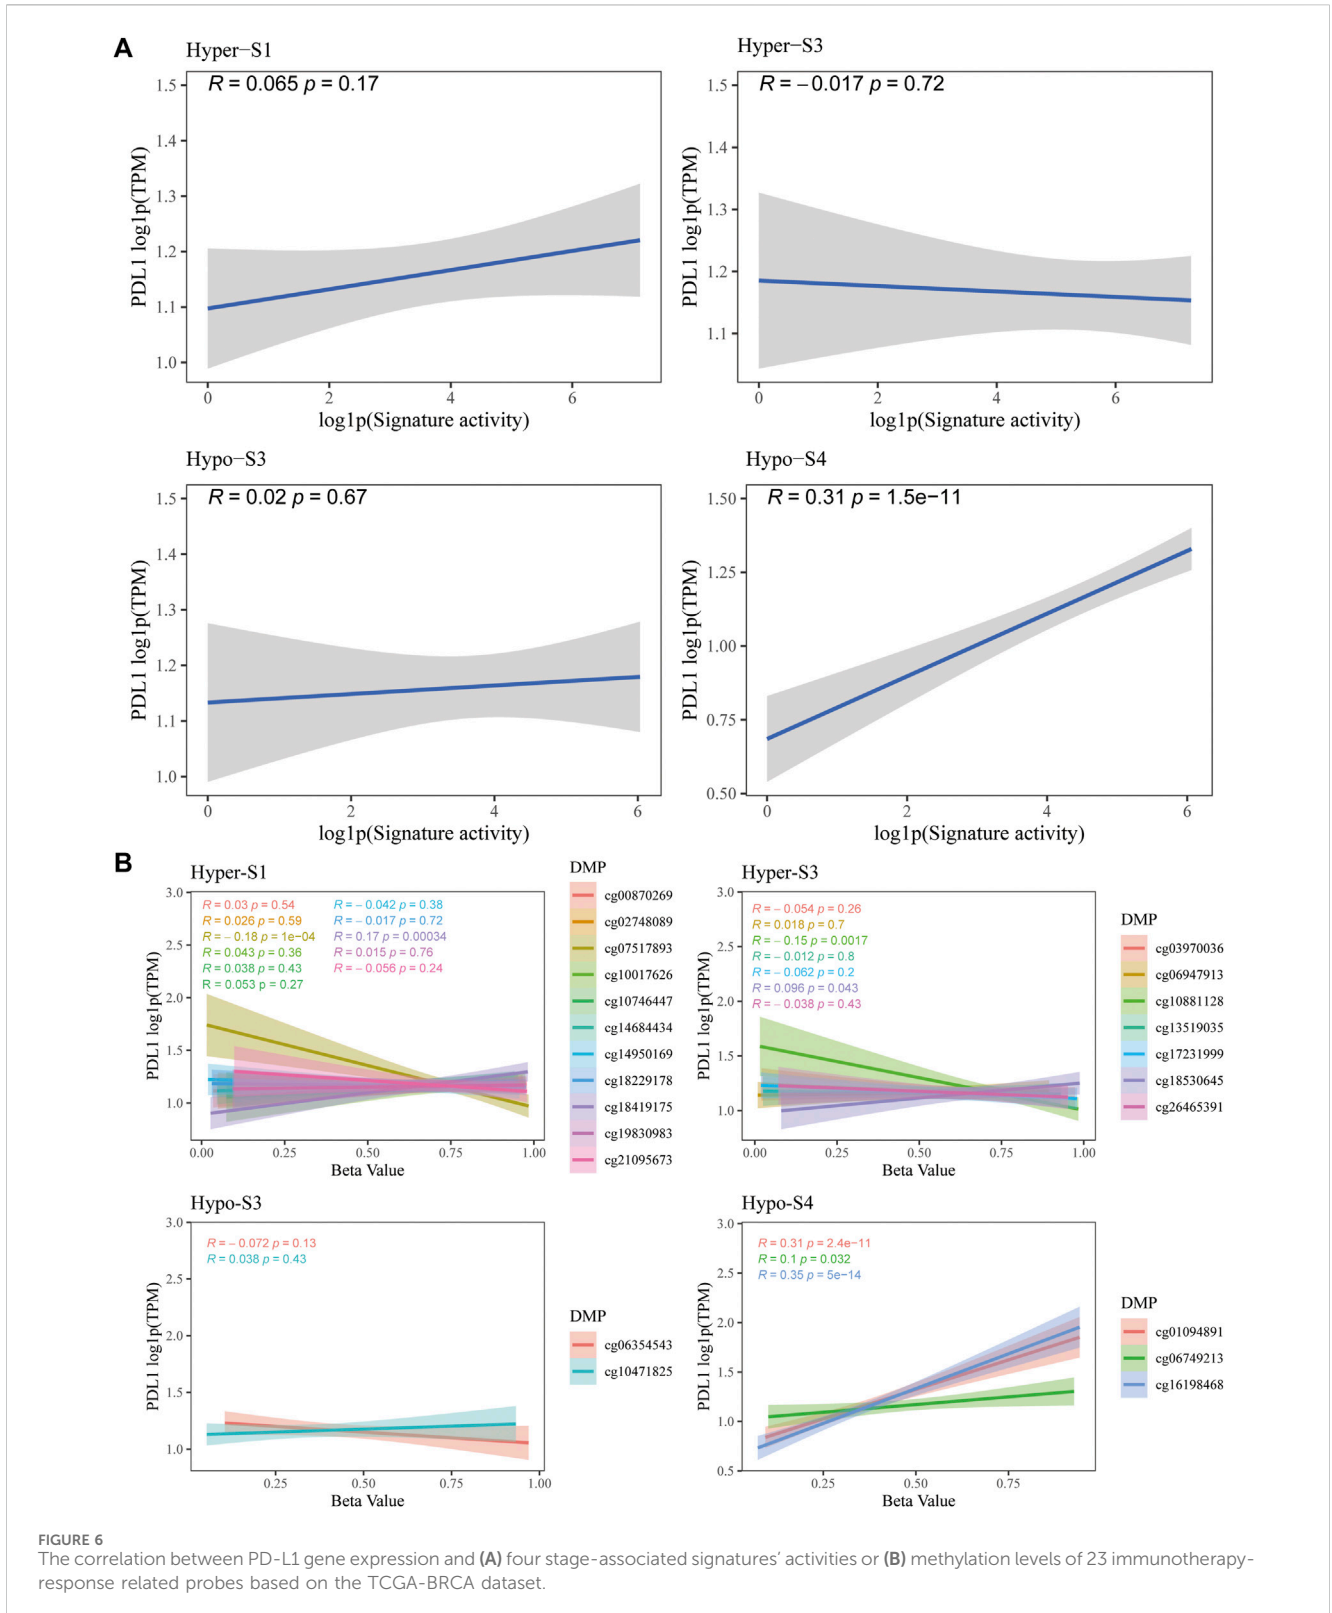 A
Hyper−S1
R = 0.065 p = 0.17
PDL1 log1p(TPM)
1.5
1.4
1.3
1.2
1.1
1.0
0 2 4 6
log1p(Signature activity)
Hyper−S3
R = −0.017 p = 0.72
PDL1 log1p(TPM)
1.5
1.4
1.3
1.2
1.1
0 2 4 6
log1p(Signature activity)
Hypo−S3
R = 0.02 p = 0.67
PDL1 log1p(TPM)
1.5
1.4
1.3
1.2
1.1
1.0
0 2 4 6
log1p(Signature activity)
Hypo−S4
R = 0.31 p = 1.5e−11
PDL1 log1p(TPM)
1.50
1.25
1.00
0.75
0.50
0 2 4 6
log1p(Signature activity)
B
Hyper-S1
R = 0.03 p = 0.54
R = 0.026 p = 0.59
R = − 0.18 p = 1e−04
R = 0.043 p = 0.36
R = 0.038 p = 0.43
R = 0.053 p = 0.27
R = − 0.042 p = 0.38
R = − 0.017 p = 0.72
R = 0.17 p = 0.00034
R = 0.015 p = 0.76
R = − 0.056 p = 0.24
PDL1 log1p(TPM)
3.0
2.5
2.0
1.5
1.0
0.00 0.25 0.50 0.75 1.00
Beta Value
DMP
cg00870269
cg02748089
cg07517893
cg10017626
cg10746447
cg14684434
cg14950169
cg18229178
cg18419175
cg19830983
cg21095673
Hyper-S3
R = − 0.054 p = 0.26
R = 0.018 p = 0.7
R = − 0.15 p = 0.0017
R = − 0.012 p = 0.8
R = − 0.062 p = 0.2
R = 0.096 p = 0.043
R = − 0.038 p = 0.43
PDL1 log1p(TPM)
3.0
2.5
2.0
1.5
1.0
0.00 0.25 0.50 0.75 1.00
Beta Value
DMP
cg03970036
cg06947913
cg10881128
cg13519035
cg17231999
cg18530645
cg26465391
Hypo-S3
R = − 0.072 p = 0.13
R = 0.038 p = 0.43
PDL1 log1p(TPM)
3.0
2.5
2.0
1.5
1.0
0.25 0.50 0.75 1.00
Beta Value
DMP
cg06354543
cg10471825
Hypo-S4
R = 0.31 p = 2.4e−11
R = 0.1 p = 0.032
R = 0.35 p = 5e−14
PDL1 log1p(TPM)
3.0
2.5
2.0
1.5
1.0
0.5
0.25 0.50 0.75
Beta Value
DMP
cg01094891
cg06749213
cg16198468
FIGURE 6
The correlation between PD-L1 gene expression and (A) four stage-associated signatures’ activities or (B) methylation levels of 23 immunotherapy-
response related probes based on the TCGA-BRCA dataset.